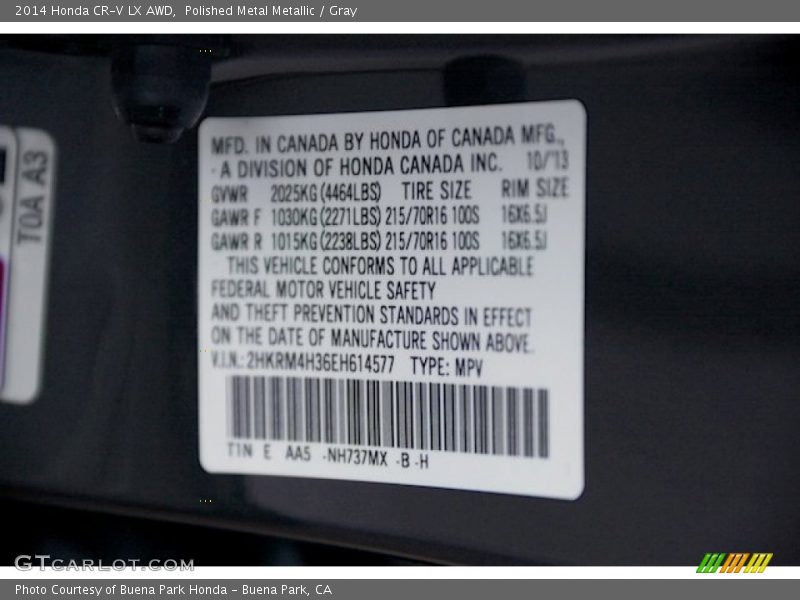 2014 Honda CR-V LX AWD,  Polished Metal Metallic / Gray
T0A A3
MFD. IN CANADA BY HONDA OF CANADA MFG.,
- A DIVISION OF HONDA CANADA INC.   10/'13
GVWR   2025KG(4464LBS)   TIRE SIZE   RIM SIZE
GAWR F 1030KG(2271LBS) 215/70R16 100S   16X6.5J
GAWR R 1015KG(2238LBS) 215/70R16 100S   16X6.5J
THIS VEHICLE CONFORMS TO ALL APPLICABLE
FEDERAL MOTOR VEHICLE SAFETY
AND THEFT PREVENTION STANDARDS IN EFFECT
ON THE DATE OF MANUFACTURE SHOWN ABOVE.
V.I.N.: 2HKRM4H36EH614577   TYPE: MPV
T1N  E  AA5  -NH737MX  -B -H
GTCARLOT.COM
Photo Courtesy of Buena Park Honda - Buena Park, CA